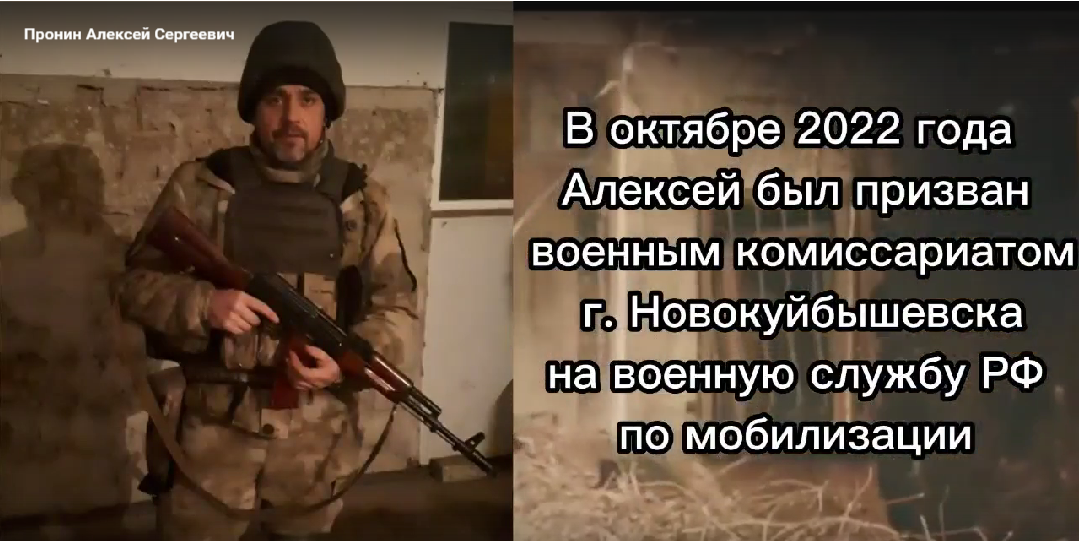 Пронин Алексей Сергеевич
В октябре 2022 года
Алексей был призван
военным комиссариатом
г. Новокуйбышевска
на военную службу РФ
по мобилизации